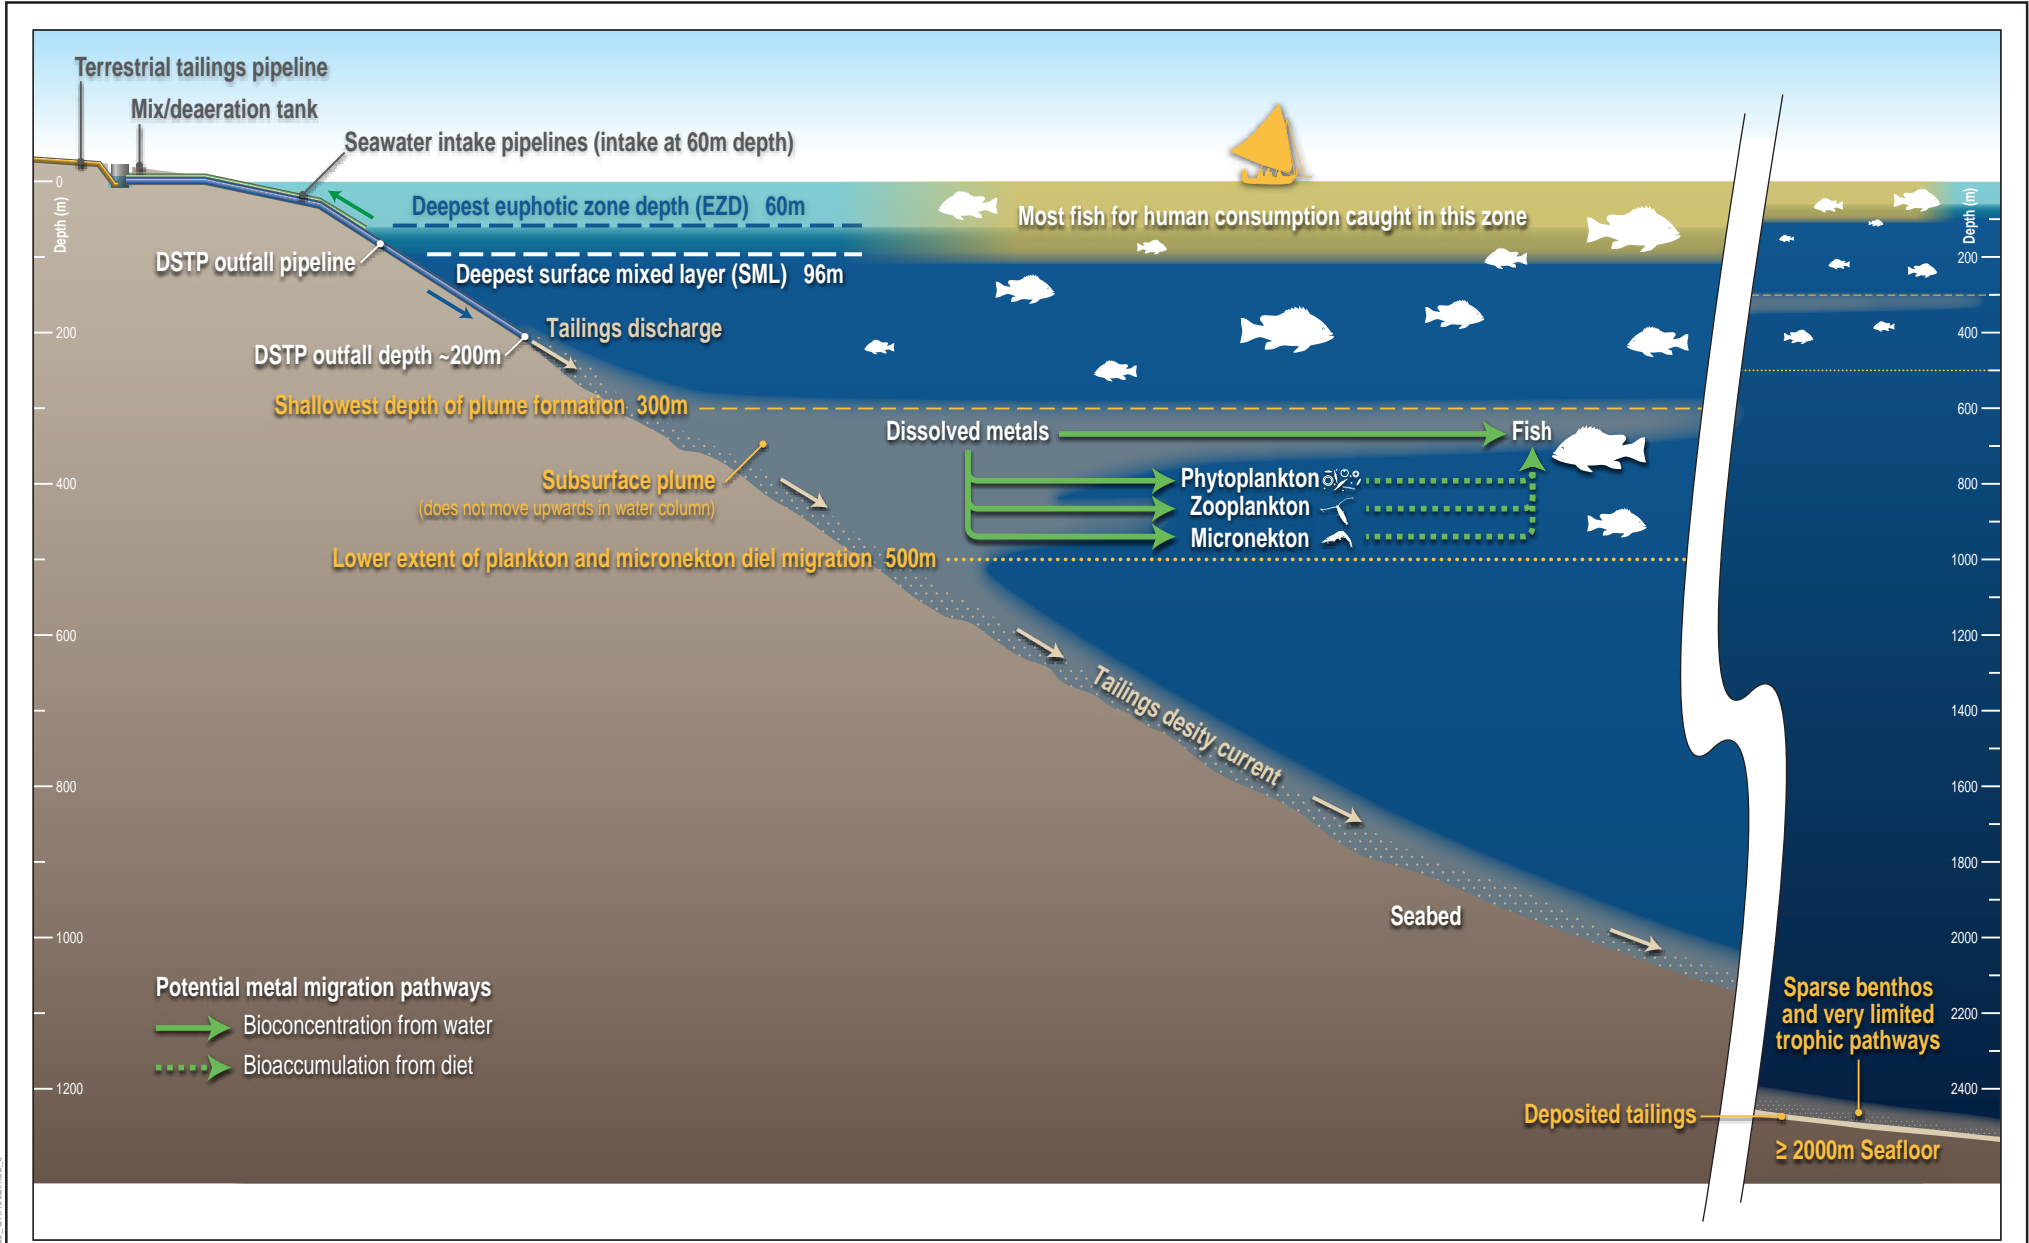 Terrestrial tailings pipeline
Mix/deaeration tank
Seawater intake pipelines (intake at 60m depth)
0
Depth (m)
200
400
600
800
1000
1200
Deepest euphotic zone depth (EZD) 60m
Most fish for human consumption caught in this zone
DSTP outfall pipeline
Deepest surface mixed layer (SML) 96m
Tailings discharge
DSTP outfall depth ~200m
Shallowest depth of plume formation 300m
Dissolved metals
Fish
Subsurface plume
(does not move upwards in water column)
Phytoplankton
Zooplankton
Micronekton
Lower extent of plankton and micronekton diel migration 500m
Tailings desity current
Seabed
Potential metal migration pathways
Bioconcentration from water
Bioaccumulation from diet
Depth (m)
200
400
600
800
1000
1200
1400
1600
1800
2000
2200
2400
Sparse benthos
and very limited
trophic pathways
Deposited tailings
≥ 2000m Seafloor